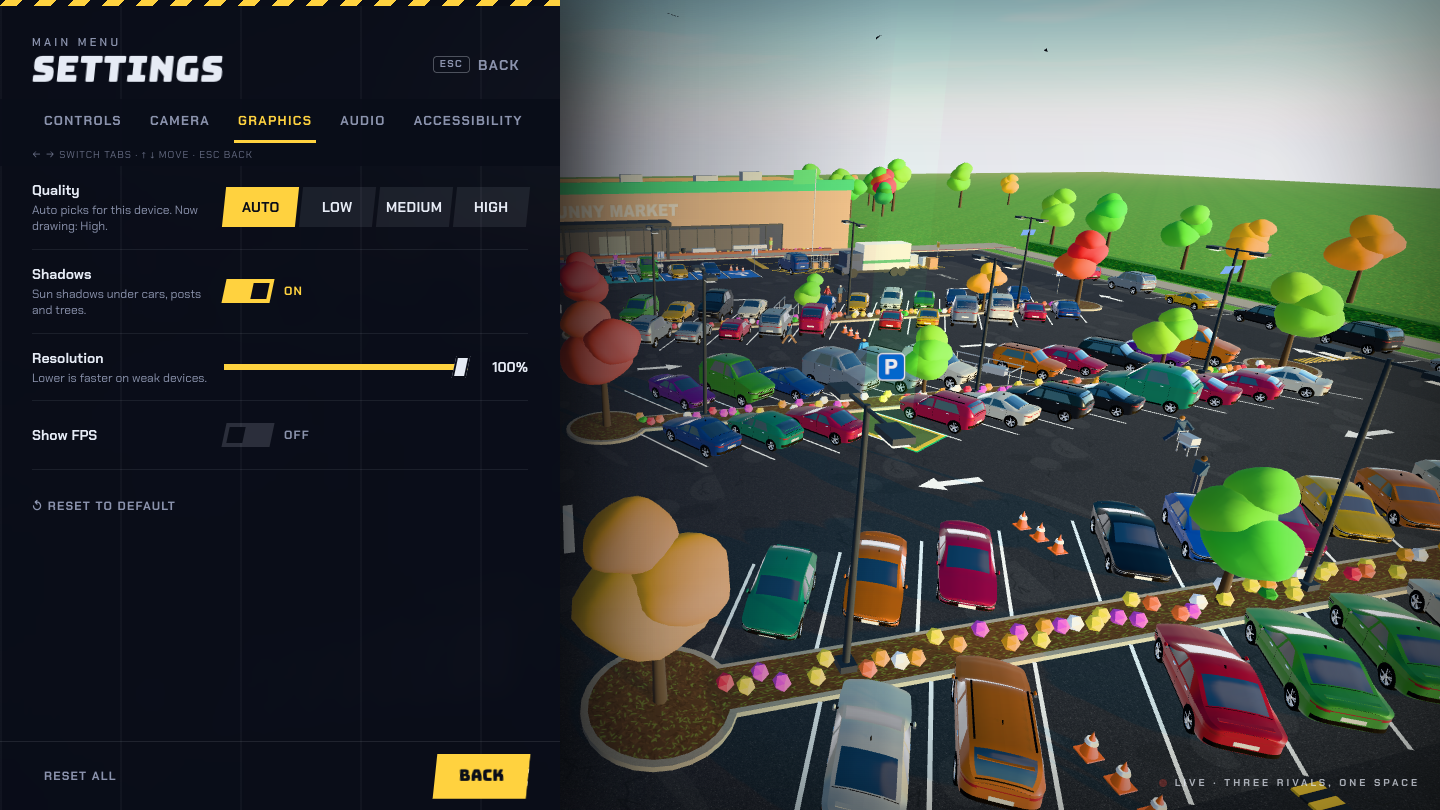 MAIN MENU
SETTINGS
ESC BACK
CONTROLS CAMERA GRAPHICS AUDIO ACCESSIBILITY
← → SWITCH TABS · ↑ ↓ MOVE · ESC BACK
Quality
Auto picks for this device. Now
drawing: High.
AUTO LOW MEDIUM HIGH
Shadows
Sun shadows under cars, posts
and trees.
ON
Resolution
Lower is faster on weak devices.
100%
Show FPS
OFF
↺ RESET TO DEFAULT
RESET ALL
BACK
UNNY MARKET
P
LIVE · THREE RIVALS, ONE SPACE